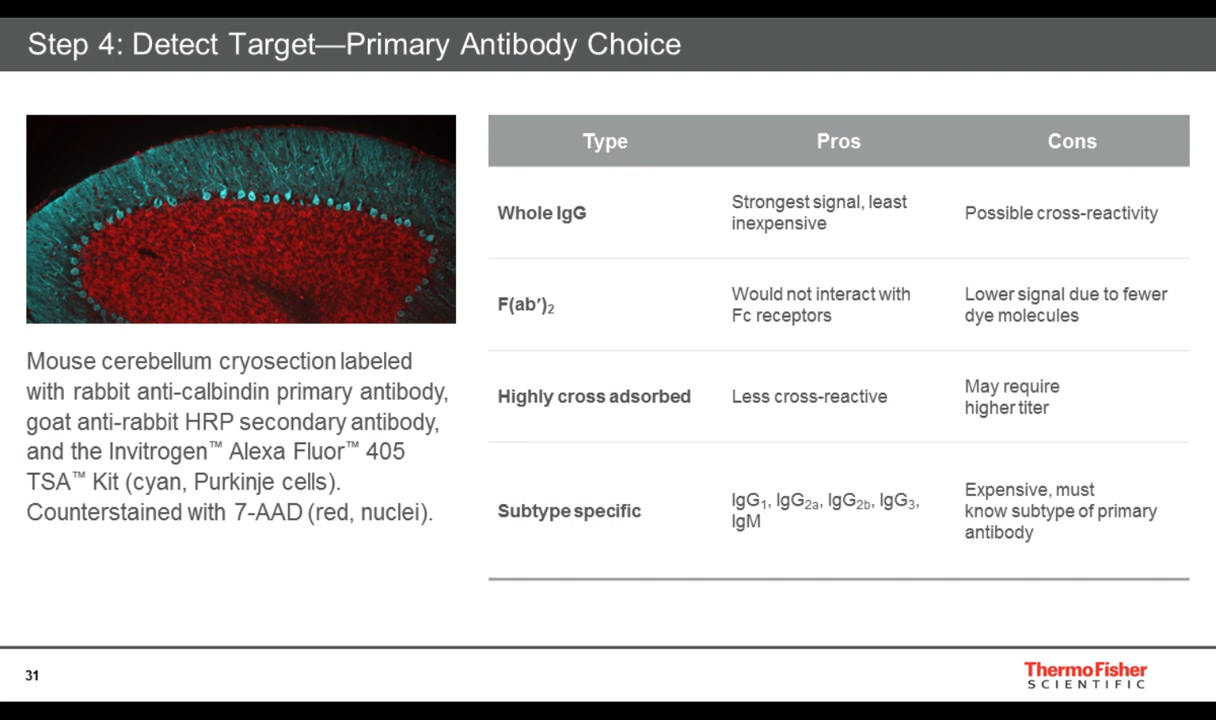 Step 4: Detect Target—Primary Antibody Choice
Mouse cerebellum cryosection labeled
with rabbit anti-calbindin primary antibody,
goat anti-rabbit HRP secondary antibody,
and the Invitrogen™ Alexa Fluor™ 405
TSA™ Kit (cyan, Purkinje cells).
Counterstained with 7-AAD (red, nuclei).
Type Pros Cons
Whole IgG
Strongest signal, least
inexpensive
Possible cross-reactivity
F(ab′)₂
Would not interact with
Fc receptors
Lower signal due to fewer
dye molecules
Highly cross adsorbed
Less cross-reactive
May require
higher titer
Subtype specific
IgG₁, IgG₂ₐ, IgG₂b, IgG₃,
IgM
Expensive, must
know subtype of primary
antibody
31
ThermoFisher
SCIENTIFIC